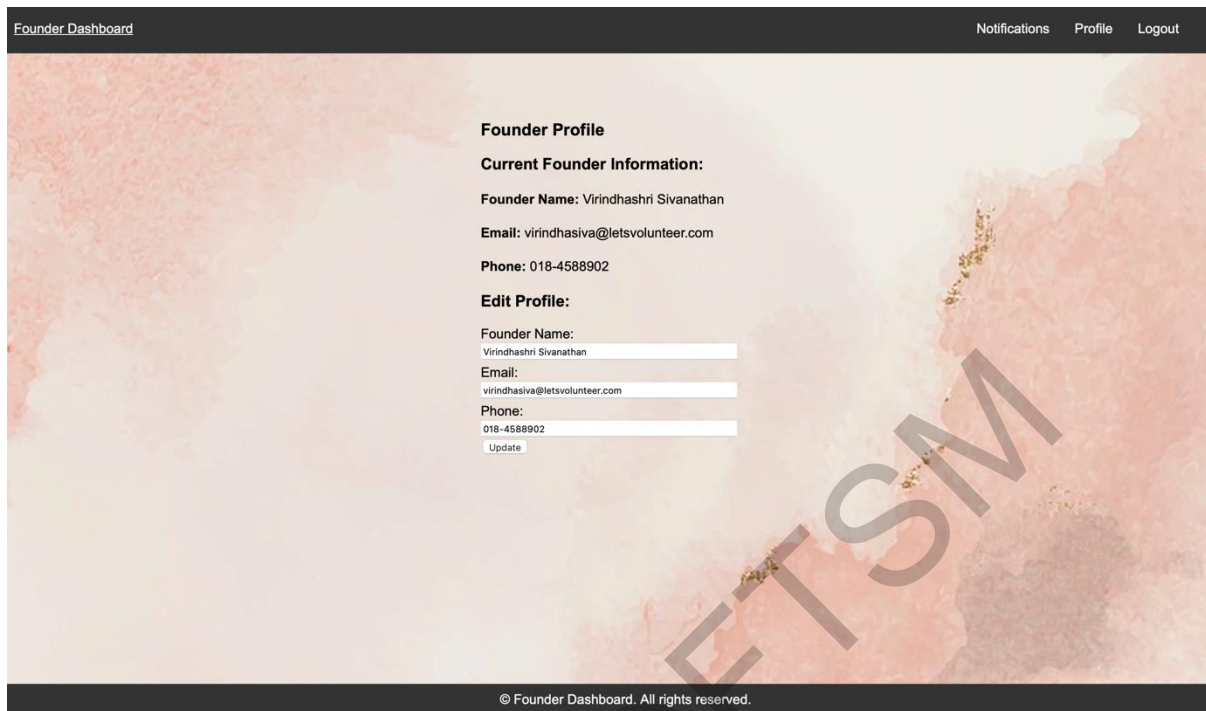 Founder Dashboard
Notifications Profile Logout
Founder Profile
Current Founder Information:
Founder Name: Virindhashri Sivanathan
Email: virindhasiva@letsvolunteer.com
Phone: 018-4588902
Edit Profile:
Founder Name:
Virindhashri Sivanathan
Email:
virindhasiva@letsvolunteer.com
Phone:
018-4588902
Update
ETSM
© Founder Dashboard. All rights reserved.